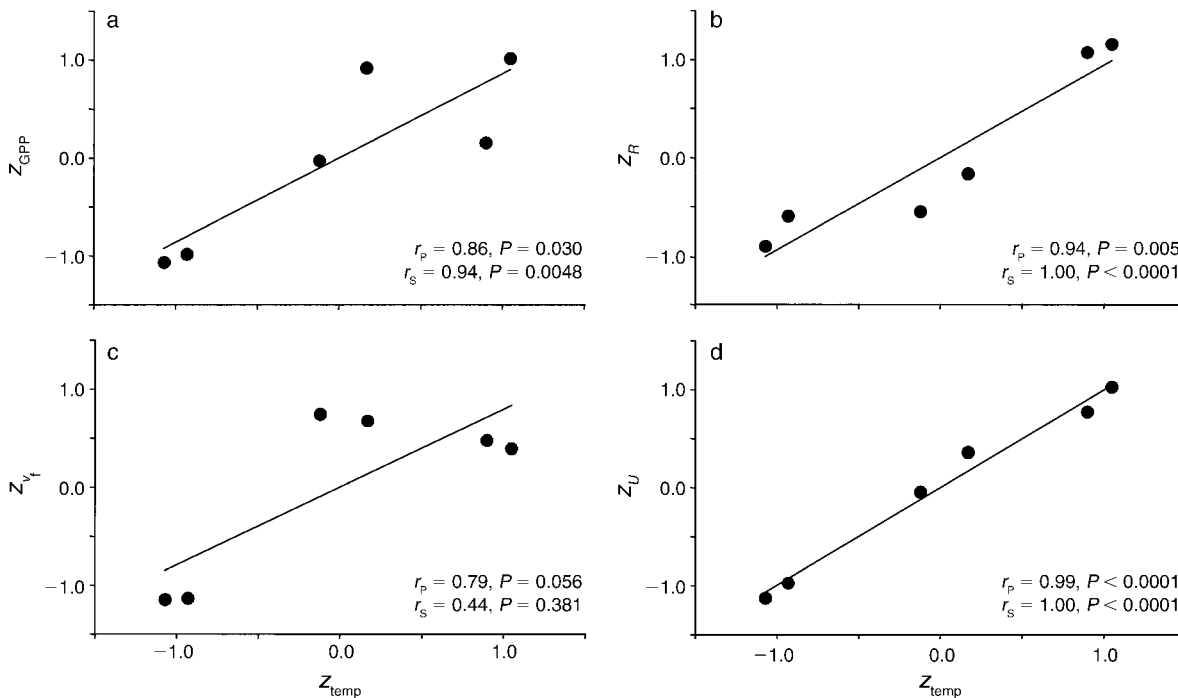 a
1.0
0.0
−1.0
z_GPP
r_P = 0.86, P = 0.030
r_S = 0.94, P = 0.0048
b
1.0
0.0
−1.0
z_R
r_P = 0.94, P = 0.005
r_S = 1.00, P < 0.0001
c
1.0
0.0
−1.0
z_v_f
r_P = 0.79, P = 0.056
r_S = 0.44, P = 0.381
−1.0 0.0 1.0
z_temp
d
1.0
0.0
−1.0
z_U
r_P = 0.99, P < 0.0001
r_S = 1.00, P < 0.0001
−1.0 0.0 1.0
z_temp